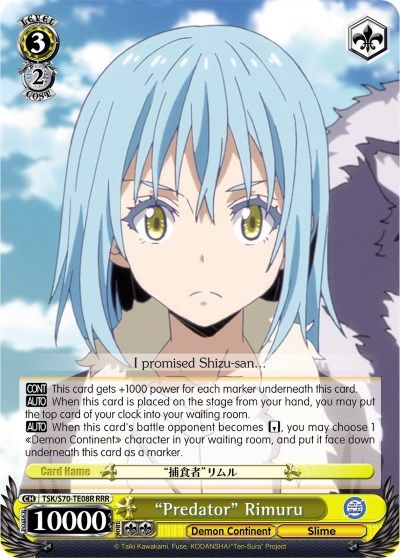 LEVEL
3
2
COST
I promised Shizu-san...
CONT This card gets +1000 power for each marker underneath this card.
AUTO When this card is placed on the stage from your hand, you may put
the top card of your clock into your waiting room.
AUTO When this card's battle opponent becomes [ ], you may choose 1
«Demon Continent» character in your waiting room, and put it face down
underneath this card as a marker.
Card Name
“捕食者”リムル
CH TSK/S70-TE08R RRR
POWER 10000
“Predator” Rimuru
Demon Continent
Slime
© Taiki Kawakami, Fuse, KODANSHA/“Ten-Sura” Project